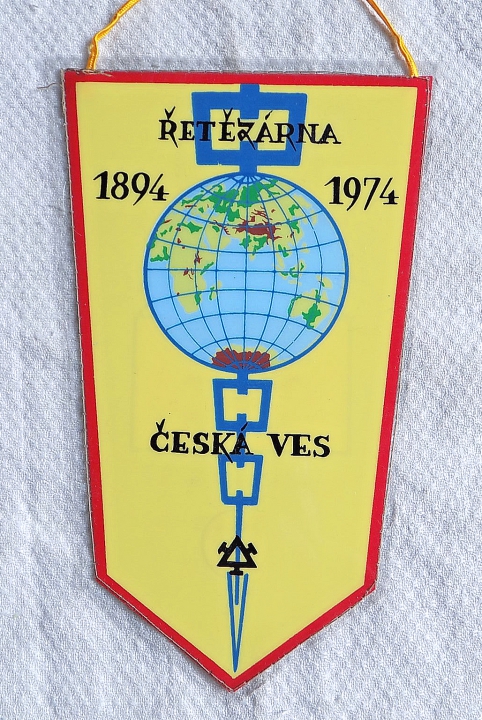 ŘETĚZÁRNA
1894 1974
ČESKÁ VES